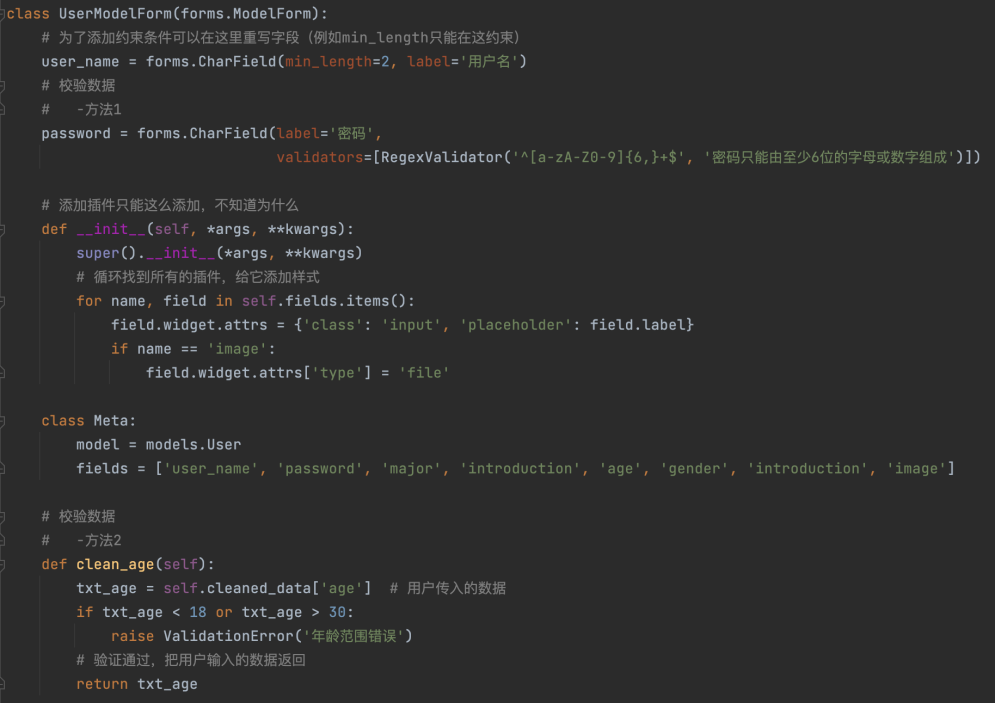 class UserModelForm(forms.ModelForm):
    # 为了添加约束条件可以在这里重写字段（例如min_length只能在这约束）
    user_name = forms.CharField(min_length=2, label='用户名')
    # 校验数据
    #   -方法1
    password = forms.CharField(label='密码',
                               validators=[RegexValidator('^[a-zA-Z0-9]{6,}+$', '密码只能由至少6位的字母或数字组成')])
    # 添加插件只能这么添加，不知道为什么
    def __init__(self, *args, **kwargs):
        super().__init__(*args, **kwargs)
        # 循环找到所有的插件，给它添加样式
        for name, field in self.fields.items():
            field.widget.attrs = {'class': 'input', 'placeholder': field.label}
            if name == 'image':
                field.widget.attrs['type'] = 'file'
    class Meta:
        model = models.User
        fields = ['user_name', 'password', 'major', 'introduction', 'age', 'gender', 'introduction', 'image']
    # 校验数据
    #   -方法2
    def clean_age(self):
        txt_age = self.cleaned_data['age']  # 用户传入的数据
        if txt_age < 18 or txt_age > 30:
            raise ValidationError('年龄范围错误')
        # 验证通过，把用户输入的数据返回
        return txt_age